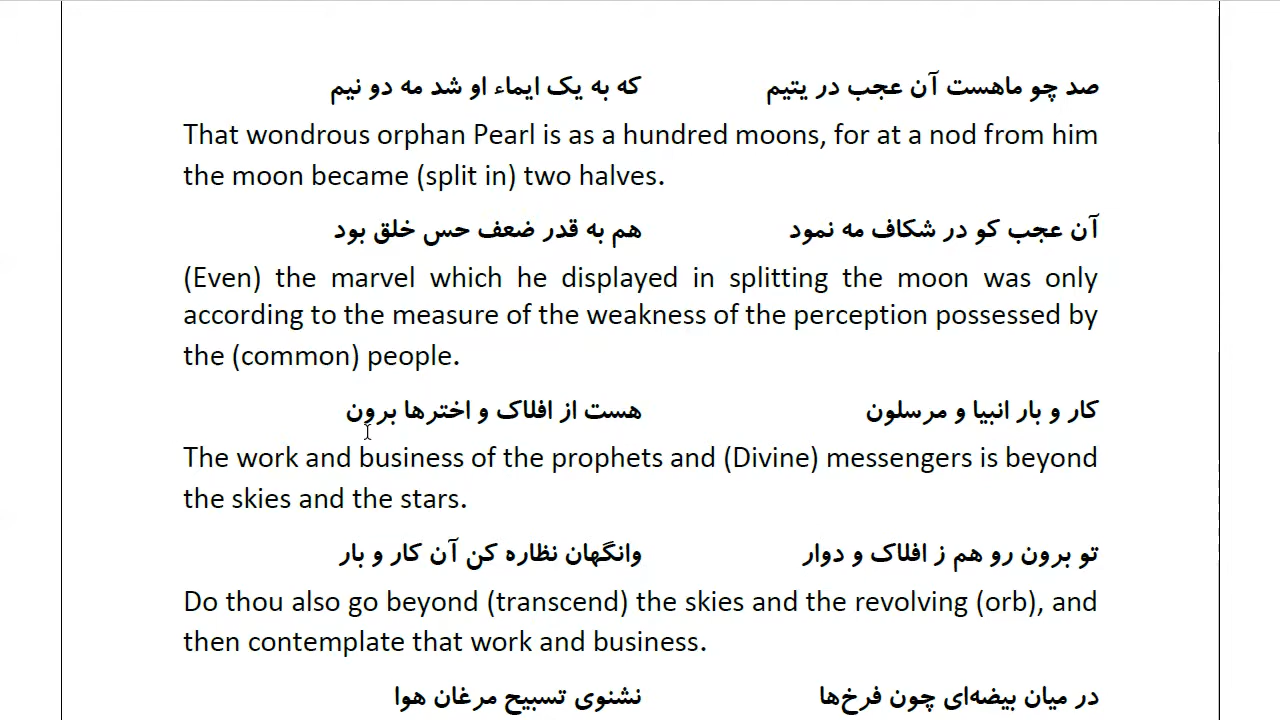 صد چو ماهست آن عجب در یتیم که به یک ایماء او شد مه دو نیم
That wondrous orphan Pearl is as a hundred moons, for at a nod from him
the moon became (split in) two halves.
آن عجب کو در شکاف مه نمود هم به قدر ضعف حس خلق بود
(Even) the marvel which he displayed in splitting the moon was only
according to the measure of the weakness of the perception possessed by
the (common) people.
کار و بار انبیا و مرسلون هست از افلاک و اخترها برون
The work and business of the prophets and (Divine) messengers is beyond
the skies and the stars.
تو برون رو هم ز افلاک و دوار وانگهان نظاره کن آن کار و بار
Do thou also go beyond (transcend) the skies and the revolving (orb), and
then contemplate that work and business.
در میان بیضه‌ای چون فرخ‌ها نشنوی تسبیح مرغان هوا